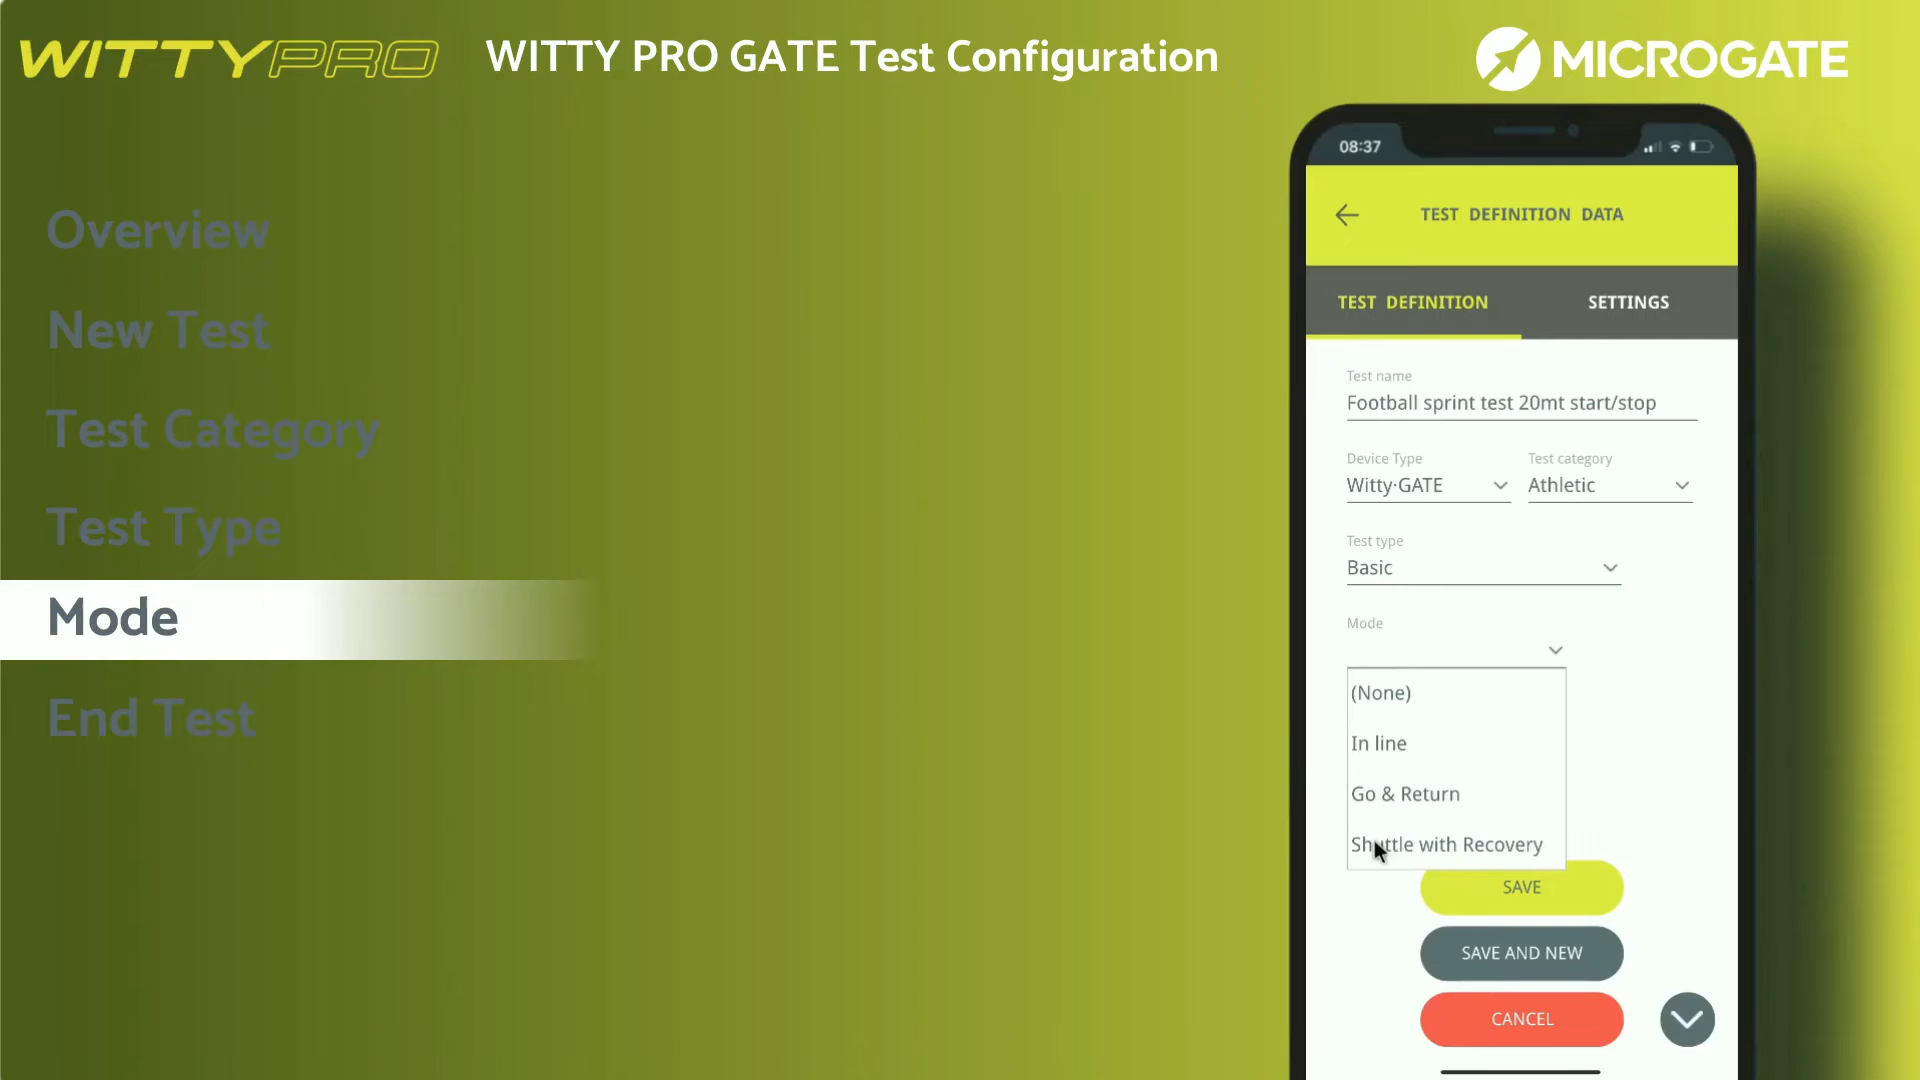 WITTYPRO
WITTY PRO GATE Test Configuration
MICROGATE
Overview
New Test
Test Category
Test Type
Mode
End Test
08:37
TEST DEFINITION DATA
TEST DEFINITION
SETTINGS
Test name
Football sprint test 20mt start/stop
Device Type
Test category
Witty·GATE
Athletic
Test type
Basic
Mode
(None)
In line
Go & Return
Shuttle with Recovery
SAVE
SAVE AND NEW
CANCEL